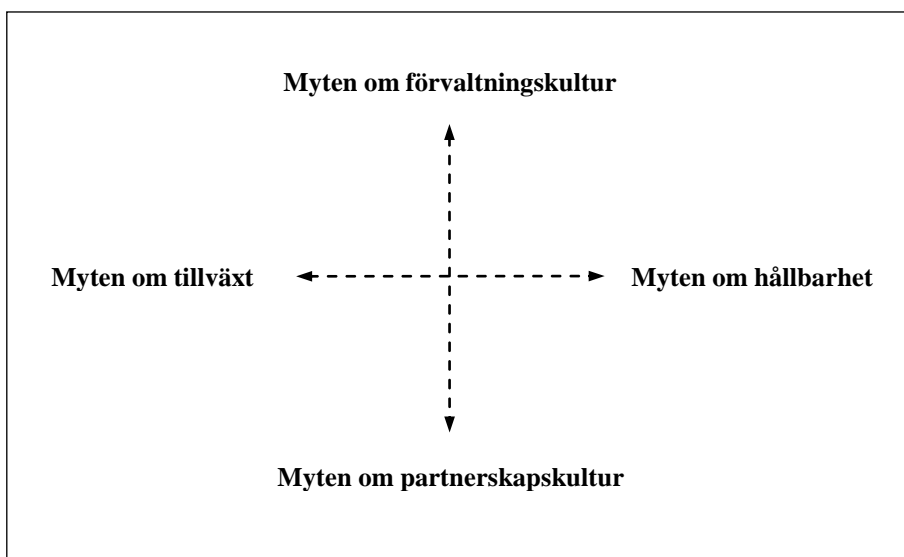 Myten om förvaltningskultur
Myten om tillväxt
Myten om hållbarhet
Myten om partnerskapskultur